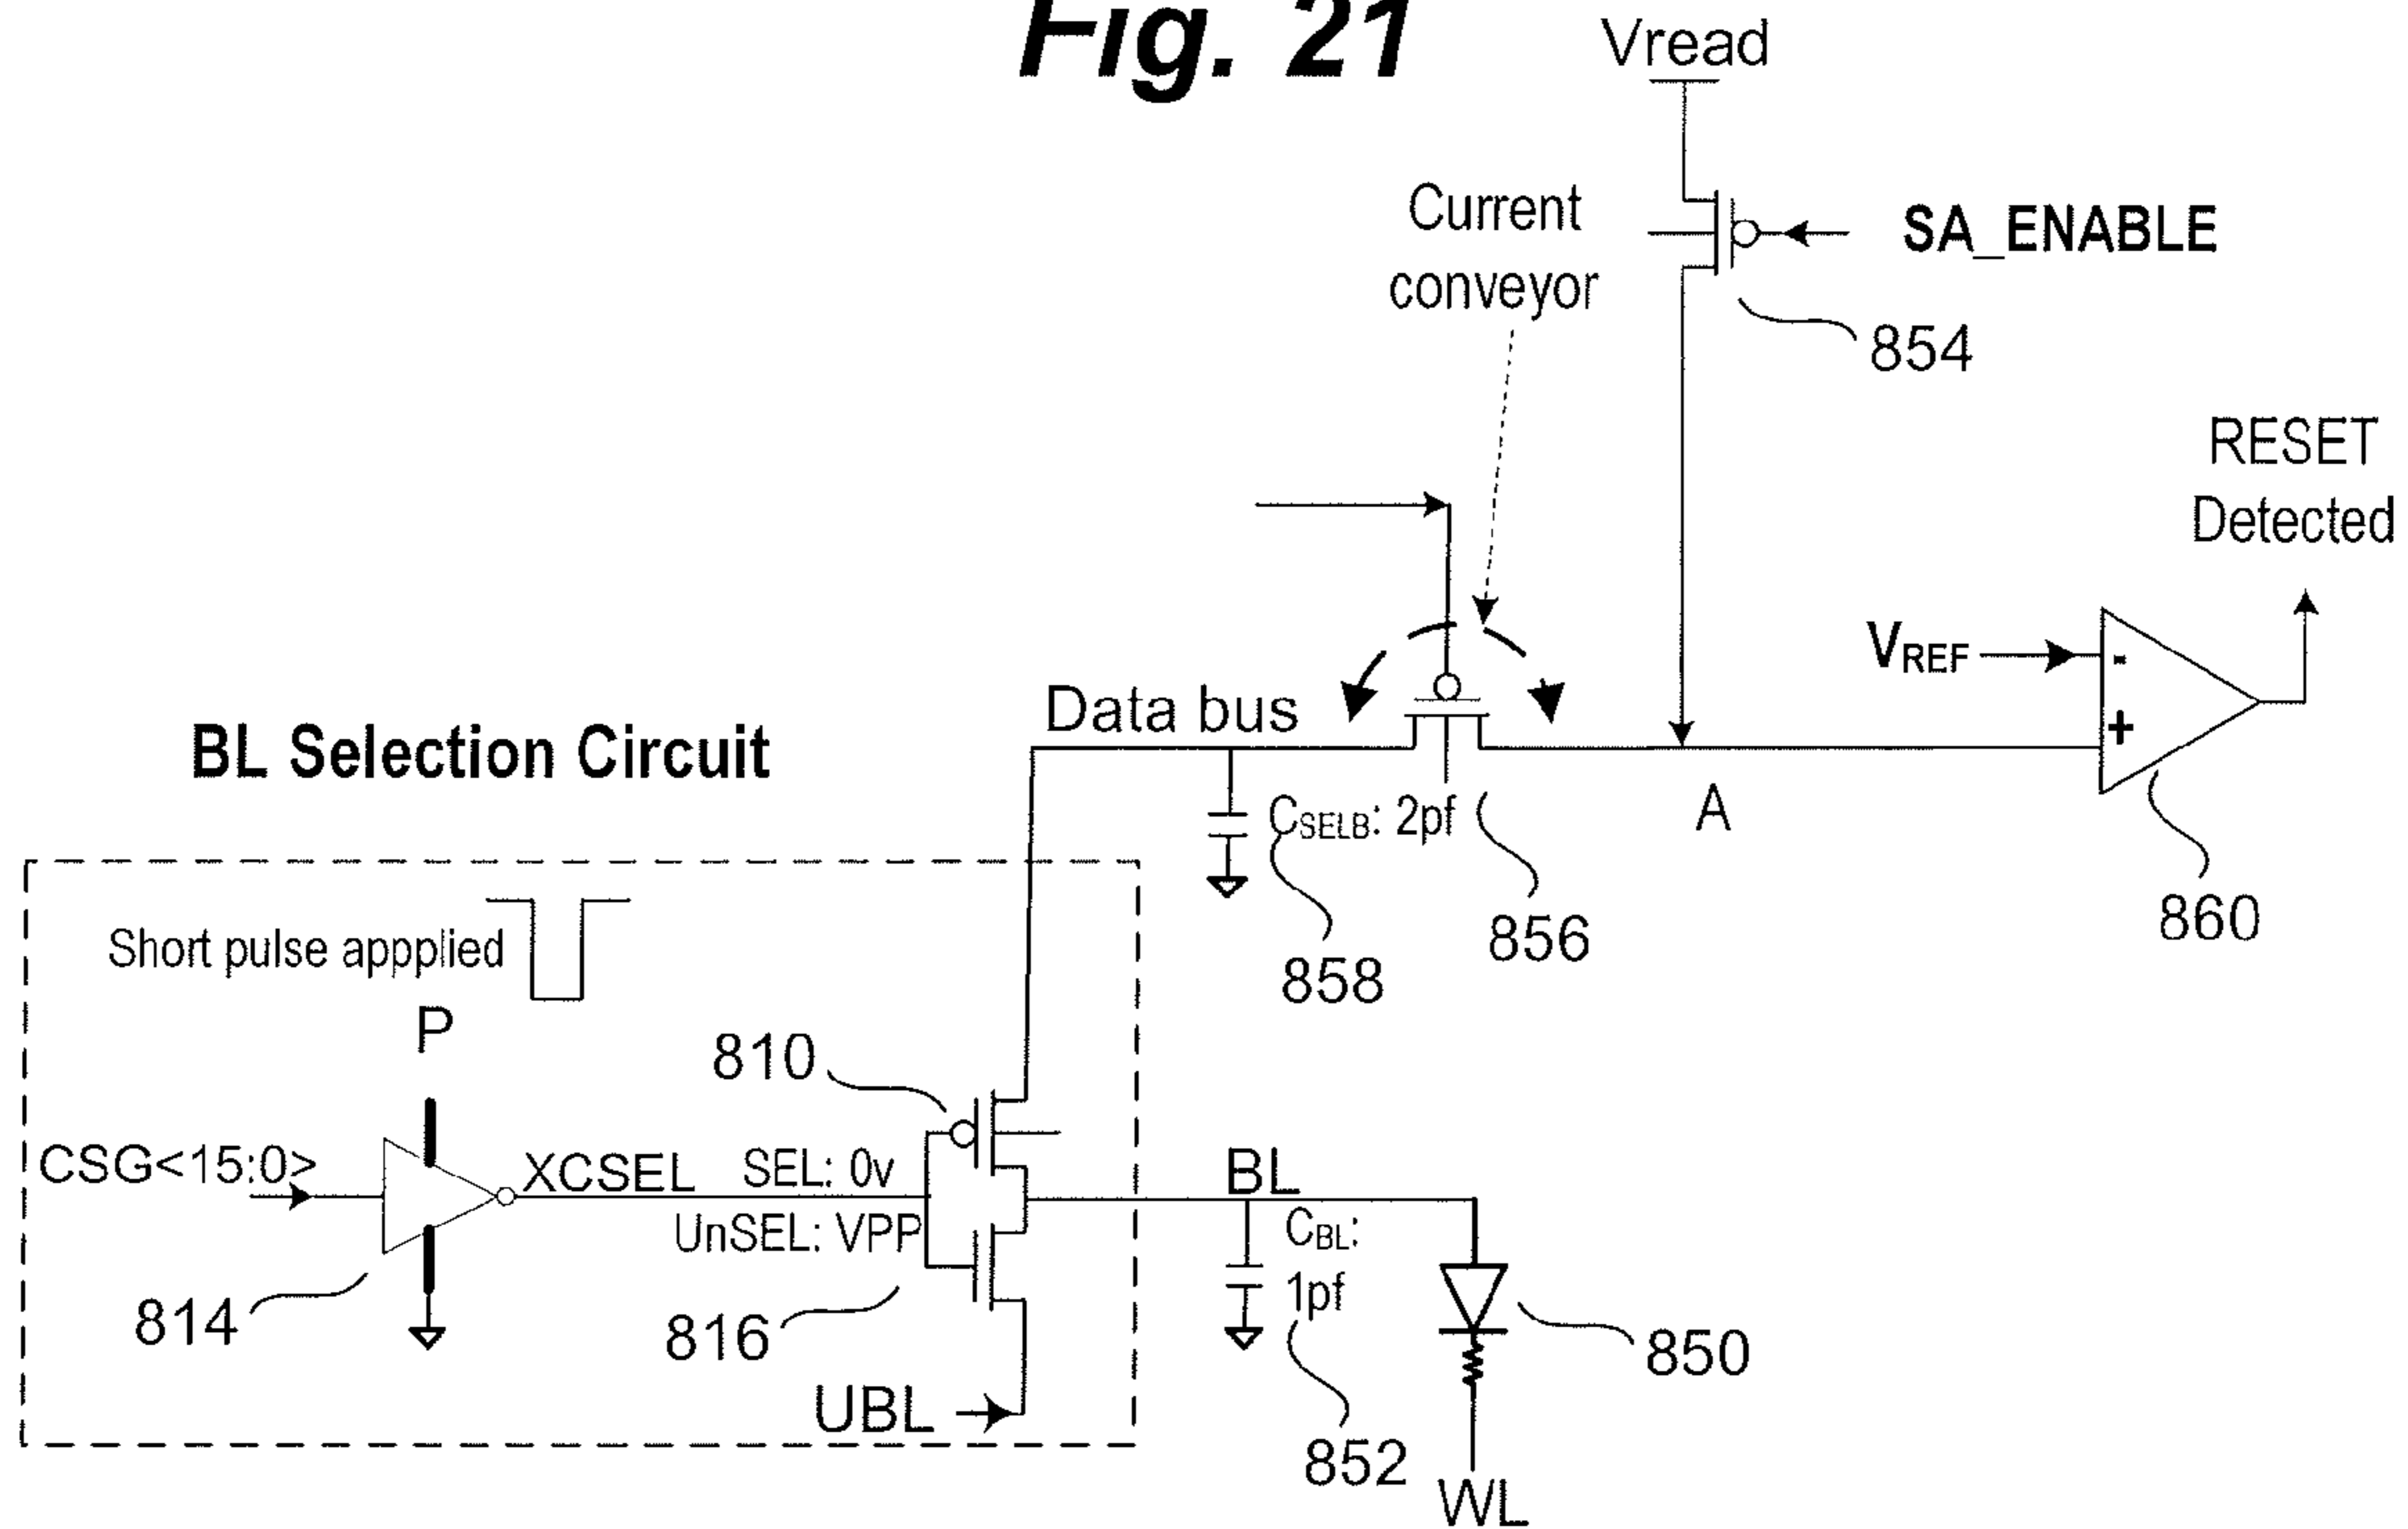 Fig. 21
Vread
Current
conveyor
SA_ENABLE
854
RESET
Detected
VREF
-
+
Data bus
BL Selection Circuit
CSELB: 2pf
A
860
856
858
Short pulse appplied
P
810
CSG<15:0>
XCSEL
SEL: 0v
UnSEL: VPP
BL
CBL:
1pf
814
816
850
UBL
852
WL